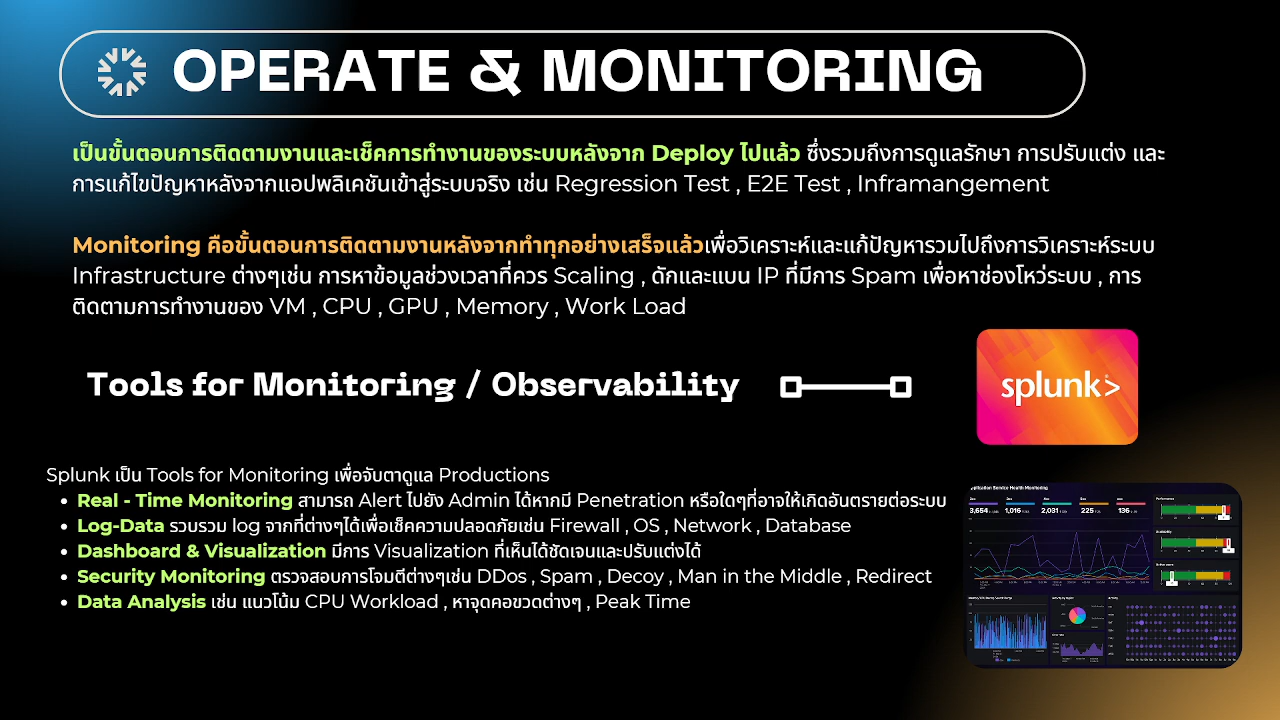 OPERATE & MONITORING
เป็นขั้นตอนการติดตามงานและเช็คการทำงานของระบบหลังจาก Deploy ไปแล้ว ซึ่งรวมถึงการดูแลรักษา การปรับแต่ง และ
การแก้ไขปัญหาหลังจากแอปพลิเคชันเข้าสู่ระบบจริง เช่น Regression Test , E2E Test , Inframangement
Monitoring คือขั้นตอนการติดตามงานหลังจากทำทุกอย่างเสร็จแล้วเพื่อวิเคราะห์และแก้ปัญหารวมไปถึงการวิเคราะห์ระบบ
Infrastructure ต่างๆเช่น การหาข้อมูลช่วงเวลาที่ควร Scaling , ดักและแบน IP ที่มีการ Spam เพื่อหาช่องโหว่ระบบ , การ
ติดตามการทำงานของ VM , CPU , GPU , Memory , Work Load
Tools for Monitoring / Observability
splunk>
Splunk เป็น Tools for Monitoring เพื่อจับตาดูแล Productions
• Real - Time Monitoring สามารถ Alert ไปยัง Admin ได้หากมี Penetration หรือใดๆที่อาจให้เกิดอันตรายต่อระบบ
• Log-Data รวบรวม log จากที่ต่างๆได้เพื่อเช็คความปลอดภัยเช่น Firewall , OS , Network , Database
• Dashboard & Visualization มีการ Visualization ที่เห็นได้ชัดเจนและปรับแต่งได้
• Security Monitoring ตรวจสอบการโจมตีต่างๆเช่น DDos , Spam , Decoy , Man in the Middle , Redirect
• Data Analysis เช่น แนวโน้ม CPU Workload , หาจุดคอขวดต่างๆ , Peak Time
Application Service Health Monitoring
3,654 1,016 2,031 225 136